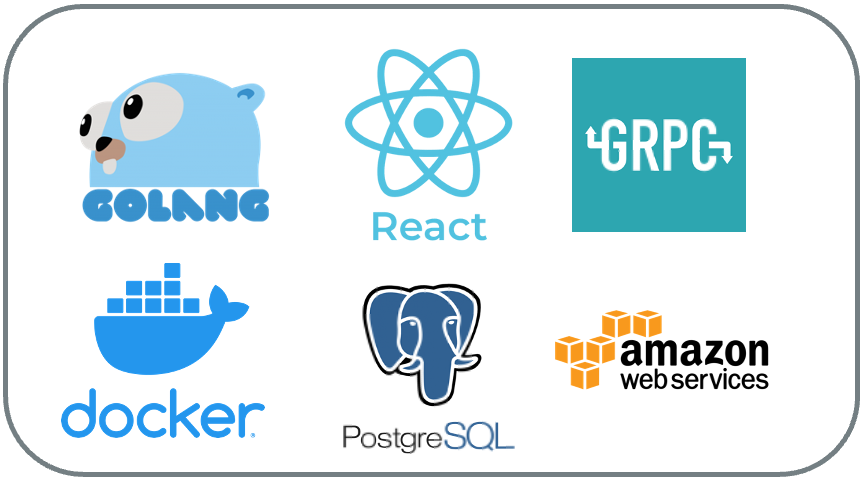 GOLANG
React
GRPC
docker
PostgreSQL
amazon
web services